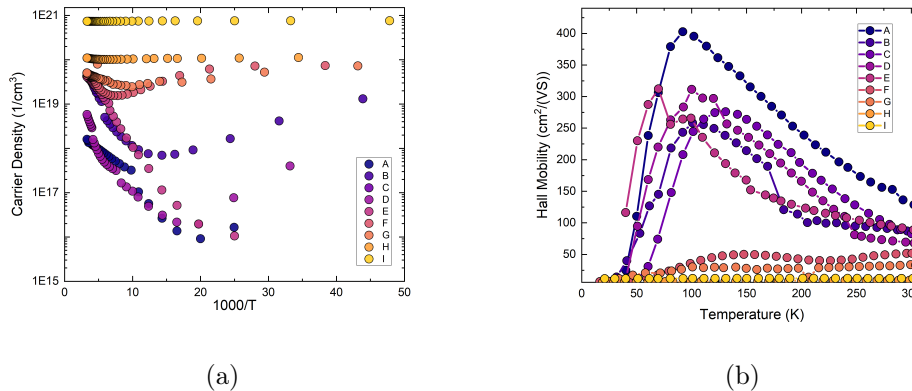 1E21
1E19
1E17
1E15
Carrier Density (1/cm³)
0 10 20 30 40 50
1000/T
A
B
C
D
E
F
G
H
I
(a)
400
350
300
250
200
150
100
50
Hall Mobility (cm²/(VS))
0 50 100 150 200 250 300
Temperature (K)
A
B
C
D
E
F
G
H
I
(b)